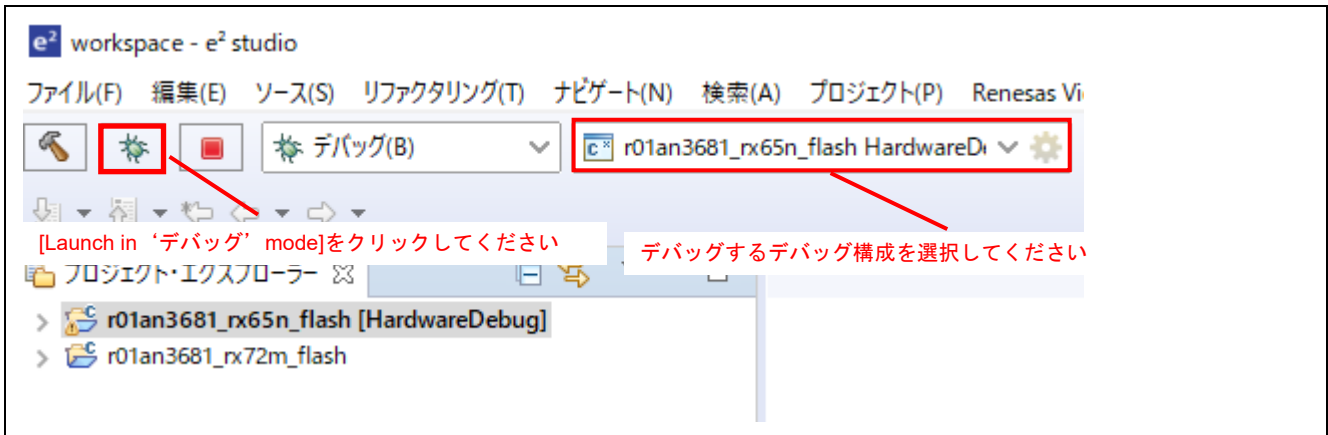 e² workspace - e² studio
ファイル(F) 編集(E) ソース(S) リファクタリング(T) ナビゲート(N) 検索(A) プロジェクト(P) Renesas Vi
デバッグ(B) r01an3681_rx65n_flash HardwareD
[Launch in‘デバッグ’mode]をクリックしてください
デバッグするデバッグ構成を選択してください
プロジェクト・エクスプローラー
r01an3681_rx65n_flash [HardwareDebug]
r01an3681_rx72m_flash